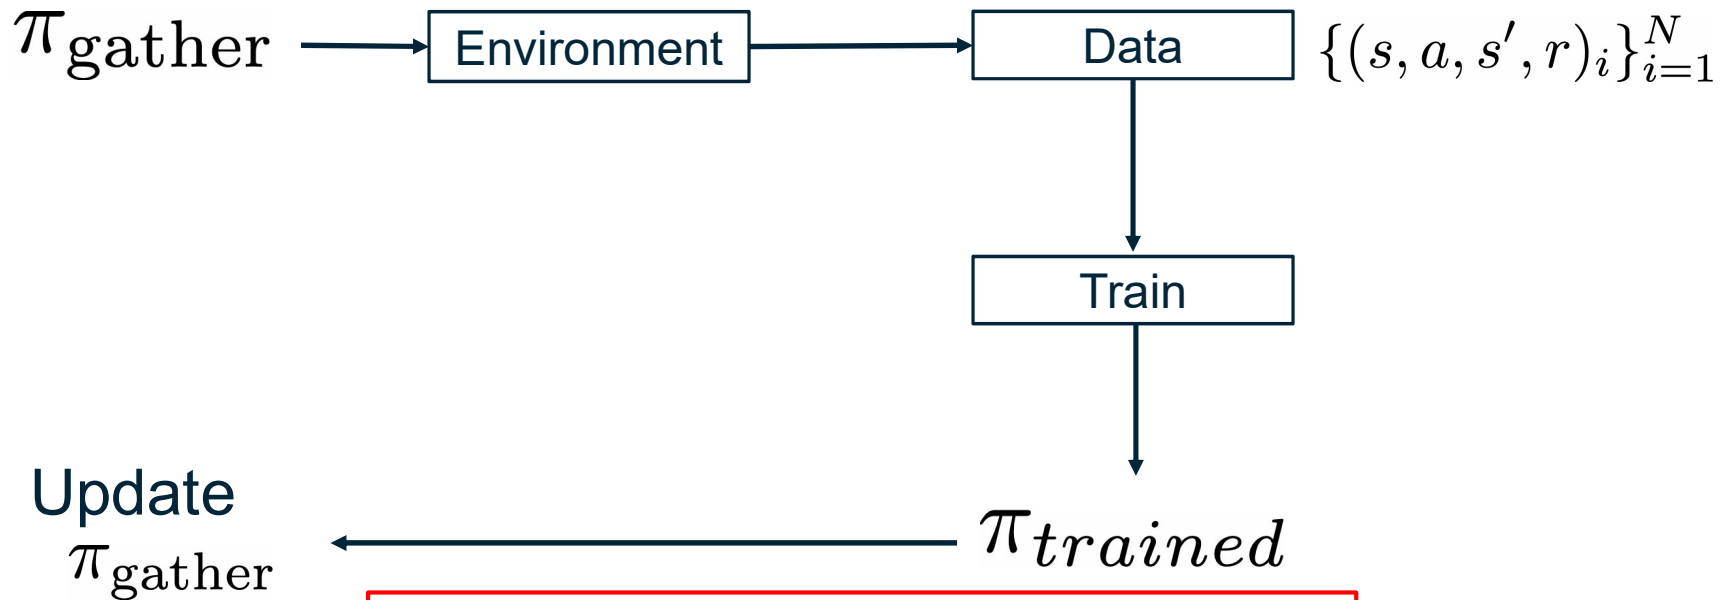 π_gather
Environment
Data
{(s, a, s′, r)_i}_{i=1}^N
Train
Update
π_gather
π_trained